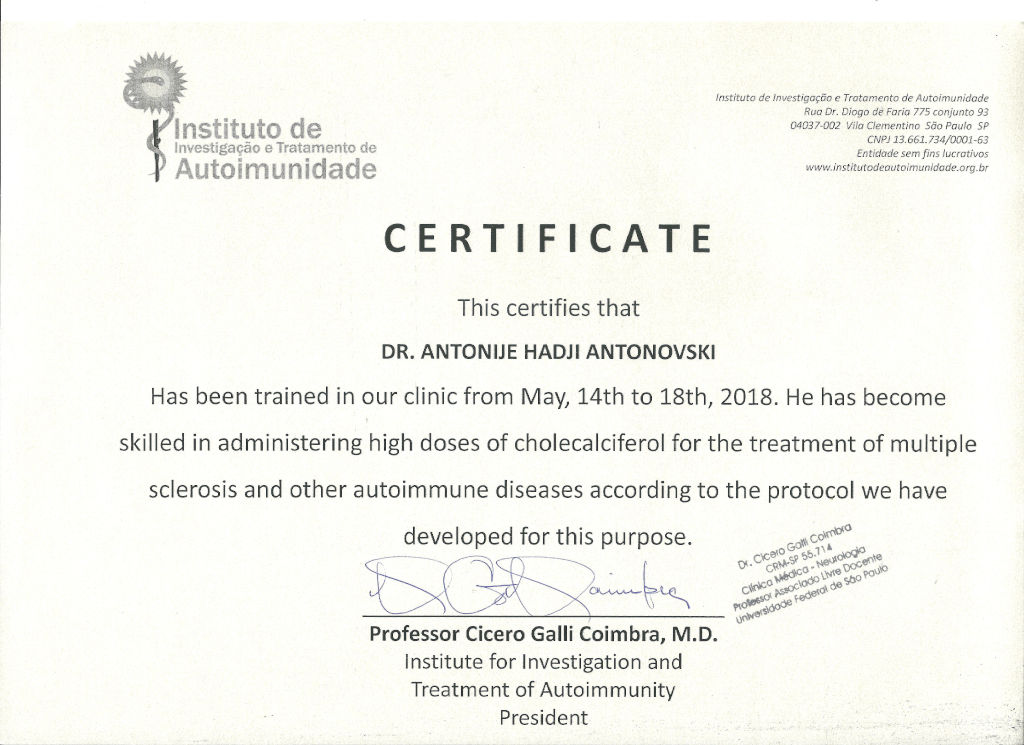 Instituto de
Investigação e Tratamento de
Autoimunidade
Instituto de Investigação e Tratamento de Autoimunidade
Rua Dr. Diogo de Faria 775 conjunto 93
04037-002 Vila Clementino São Paulo SP
CNPJ 13.661.734/0001-63
Entidade sem fins lucrativos
www.institutodeautoimunidade.org.br
CERTIFICATE
This certifies that
DR. ANTONIJE HADJI ANTONOVSKI
Has been trained in our clinic from May, 14th to 18th, 2018. He has become
skilled in administering high doses of cholecalciferol for the treatment of multiple
sclerosis and other autoimmune diseases according to the protocol we have
developed for this purpose.
Dr. Cicero Galli Coimbra
CRM-SP 55.714
Clínica Médica - Neurologia
Professor Associado Livre Docente
Universidade Federal de São Paulo
Professor Cicero Galli Coimbra, M.D.
Institute for Investigation and
Treatment of Autoimmunity
President